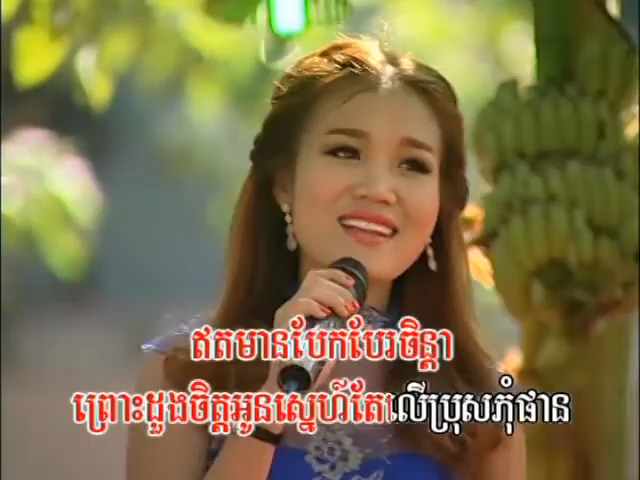 ឥតមានបែកបែរចិន្តា
ព្រោះដួងចិត្តអូនស្នេហ៍តែលើប្រុសភុំផាន